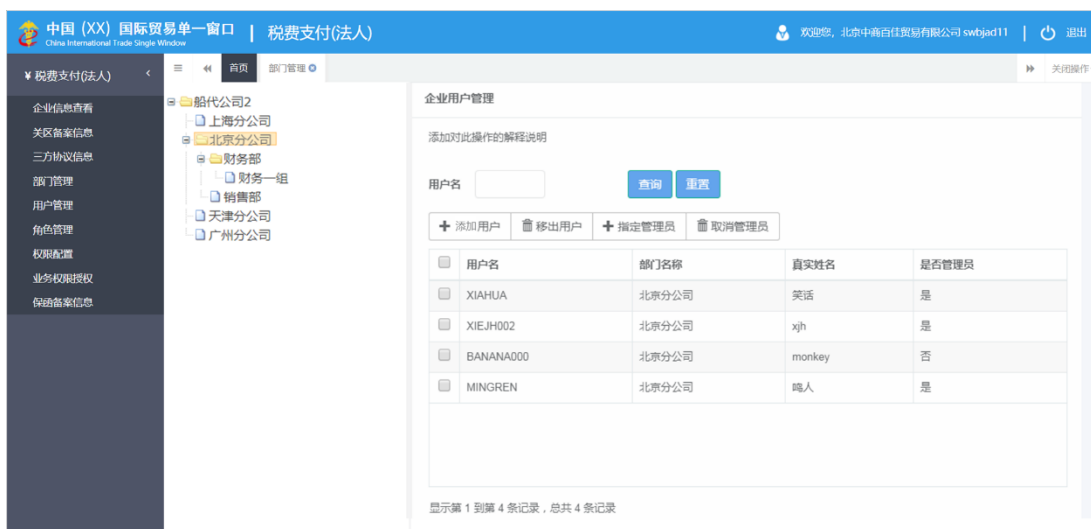 中国 (XX) 国际贸易单一窗口 | 税费支付(法人)
China International Trade Single Window
欢迎您, 北京中商百佳贸易有限公司 swbjad11 | 退出
¥ 税费支付(法人)
首页 部门管理
关闭操作
企业信息查看
关区备案信息
三方协议信息
部门管理
用户管理
角色管理
权限配置
业务权限授权
保函备案信息
船代公司2
上海分公司
北京分公司
财务部
财务一组
销售部
天津分公司
广州分公司
企业用户管理
添加对此操作的解释说明
用户名 查询 重置
添加用户 移出用户 指定管理员 取消管理员
用户名 部门名称 真实姓名 是否管理员
XIAHUA 北京分公司 笑话 是
XIEJH002 北京分公司 xjh 是
BANANA000 北京分公司 monkey 否
MINGREN 北京分公司 鸣人 是
显示第 1 到第 4 条记录，总共 4 条记录